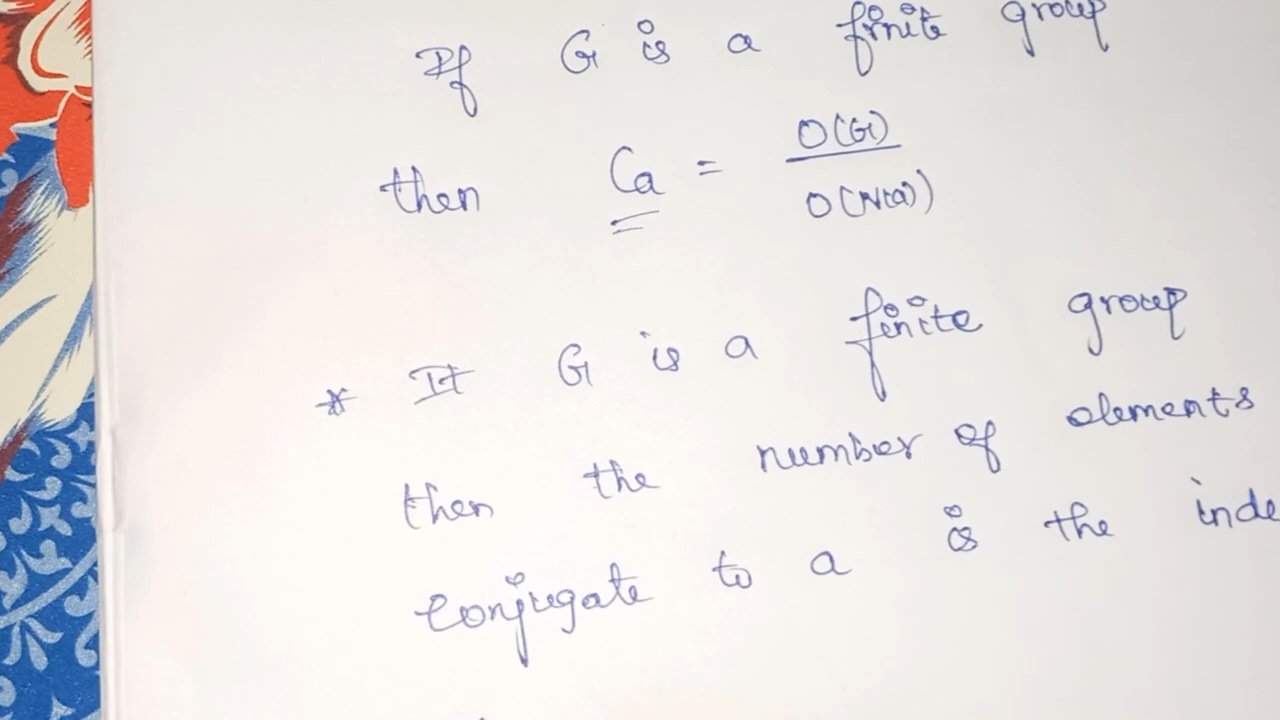 If G is a finite group
then Ca = O(G) / O(N(a))
* If G is a finite group
then the number of elements
conjugate to a is the inde